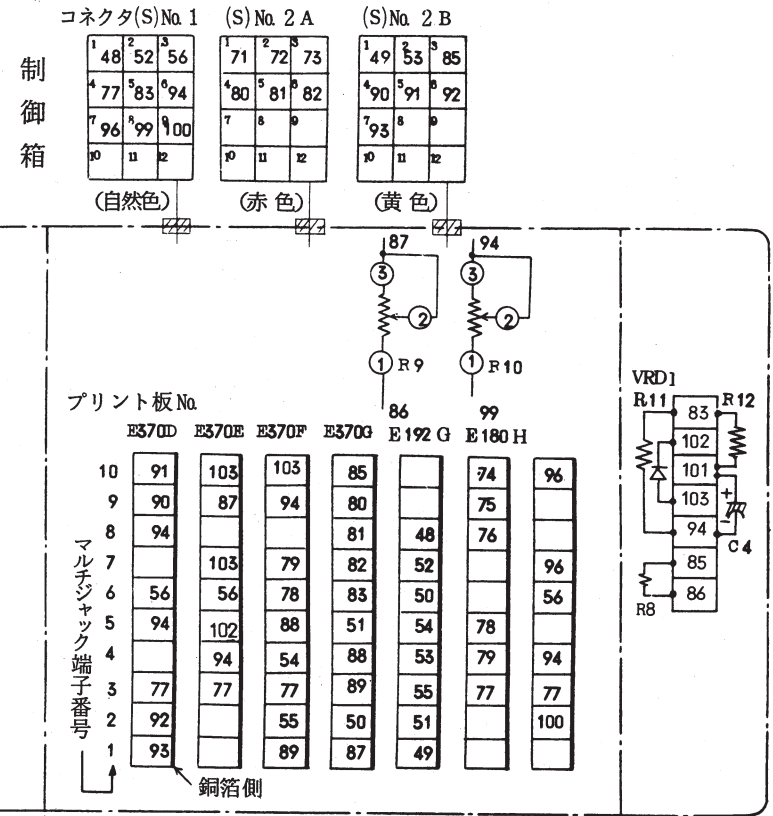 コネクタ(S)No.1 (S)No.2A (S)No.2B
制御箱
1 48 2 52 3 56
4 77 5 83 6 94
7 96 8 99 9 100
10 11 12
(自然色)
1 71 2 72 3 73
4 80 5 81 6 82
7 8 9
10 11 12
(赤色)
1 49 2 53 3 85
4 90 5 91 6 92
7 93 8 9
10 11 12
(黄色)
87 94
3 3
2 2
1 R9 1 R10
86 99
プリント板No.
E370D E370E E370F E370G E192G E180H
10 91 103 103 85 74 96
9 90 87 94 80 75
8 94 81 48 76
7 103 79 82 52 96
6 56 56 78 83 50 56
5 94 102 88 51 54 78
4 94 54 88 53 79 94
3 77 77 77 89 55 77 77
2 92 55 50 51 100
1 93 89 87 49
マルチジャック端子番号
銅箔側
VRD1
R11 83 R12
102
101
103 +
94 -
C4
85
86
R8